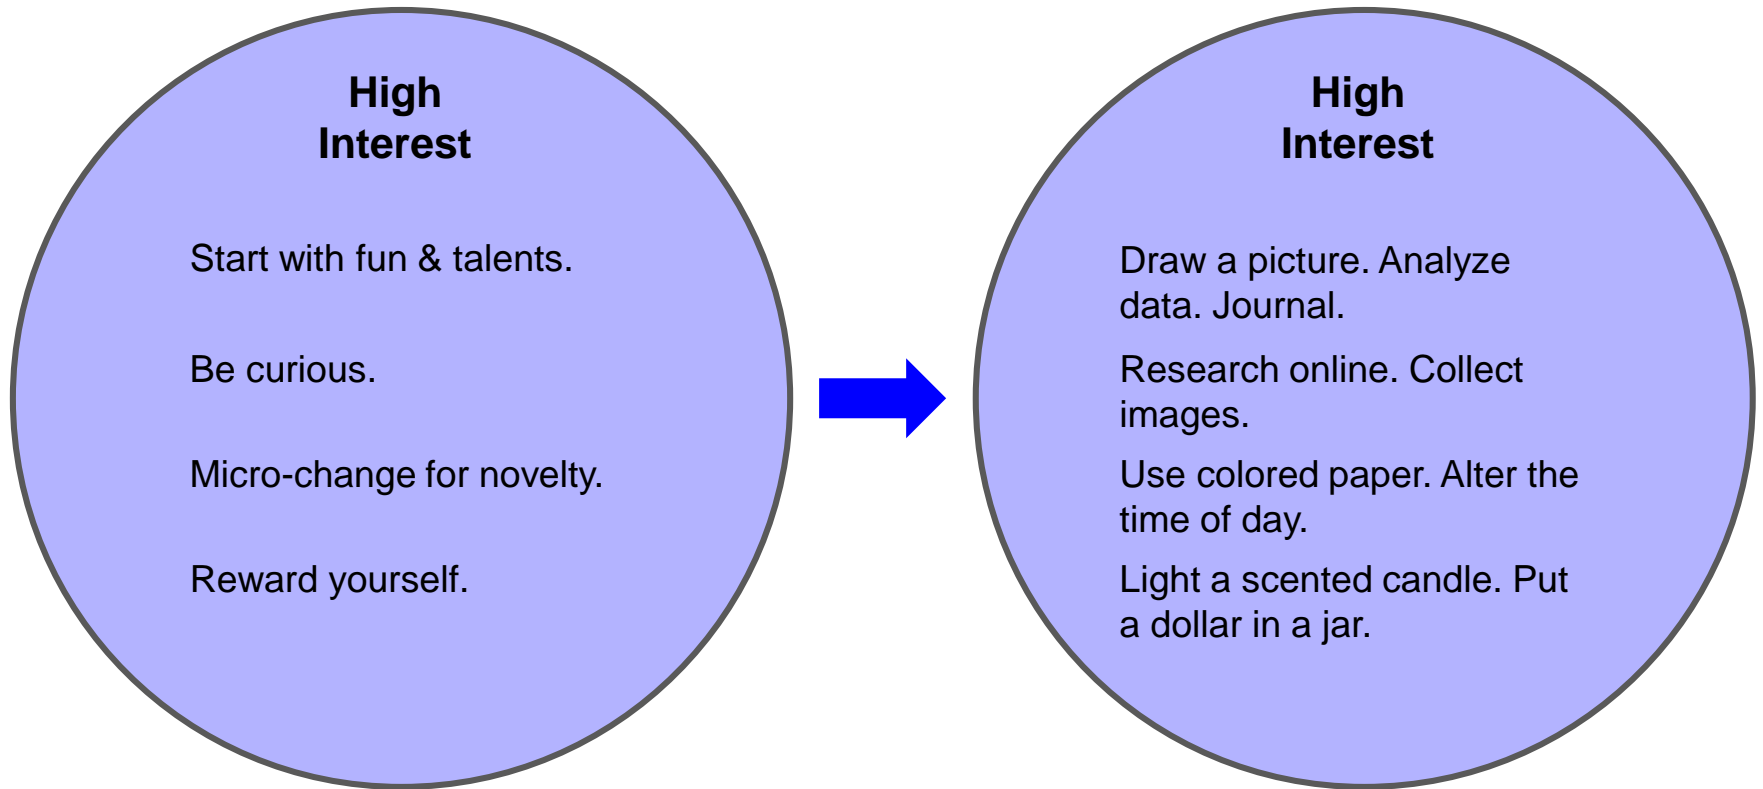 High
Interest
Start with fun & talents.
Be curious.
Micro-change for novelty.
Reward yourself.
High
Interest
Draw a picture. Analyze
data. Journal.
Research online. Collect
images.
Use colored paper. Alter the
time of day.
Light a scented candle. Put
a dollar in a jar.